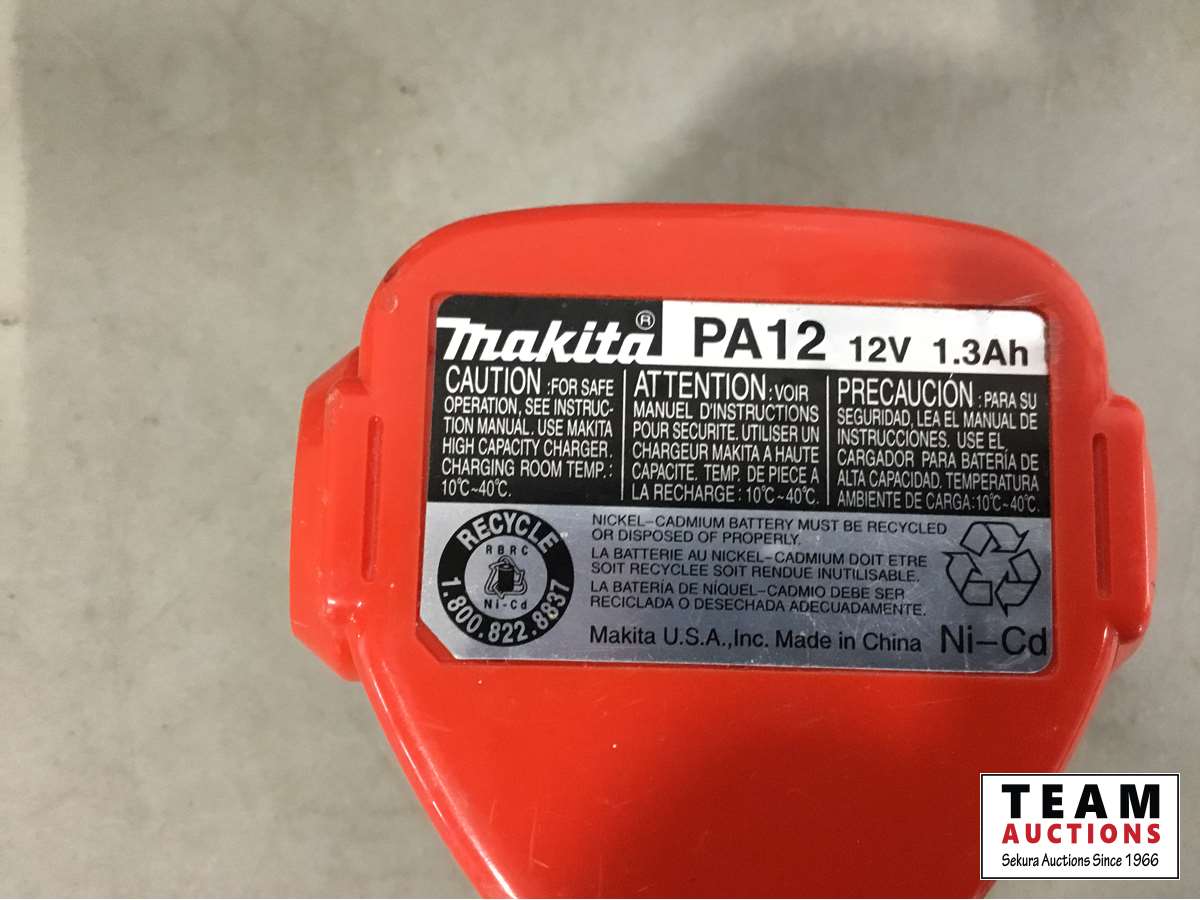 makita® PA12 12V 1.3Ah
CAUTION : FOR SAFE
OPERATION, SEE INSTRUC-
TION MANUAL. USE MAKITA
HIGH CAPACITY CHARGER.
CHARGING ROOM TEMP.:
10℃~40℃.
ATTENTION : VOIR
MANUEL D'INSTRUCTIONS
POUR SECURITE. UTILISER UN
CHARGEUR MAKITA A HAUTE
CAPACITE. TEMP. DE PIECE A
LA RECHARGE : 10℃~40℃.
PRECAUCIÓN : PARA SU
SEGURIDAD, LEA EL MANUAL DE
INSTRUCCIONES. USE EL
CARGADOR PARA BATERÍA DE
ALTA CAPACIDAD. TEMPERATURA
AMBIENTE DE CARGA:10℃~40℃.
RECYCLE
RBRC
Ni-Cd
1.800.822.8837
NICKEL-CADMIUM BATTERY MUST BE RECYCLED
OR DISPOSED OF PROPERLY.
LA BATTERIE AU NICKEL-CADMIUM DOIT ETRE
SOIT RECYCLEE SOIT RENDUE INUTILISABLE.
LA BATERÍA DE NÍQUEL-CADMIO DEBE SER
RECICLADA O DESECHADA ADECUADAMENTE.
Makita U.S.A.,Inc. Made in China Ni-Cd
TEAM
AUCTIONS
Sekura Auctions Since 1966